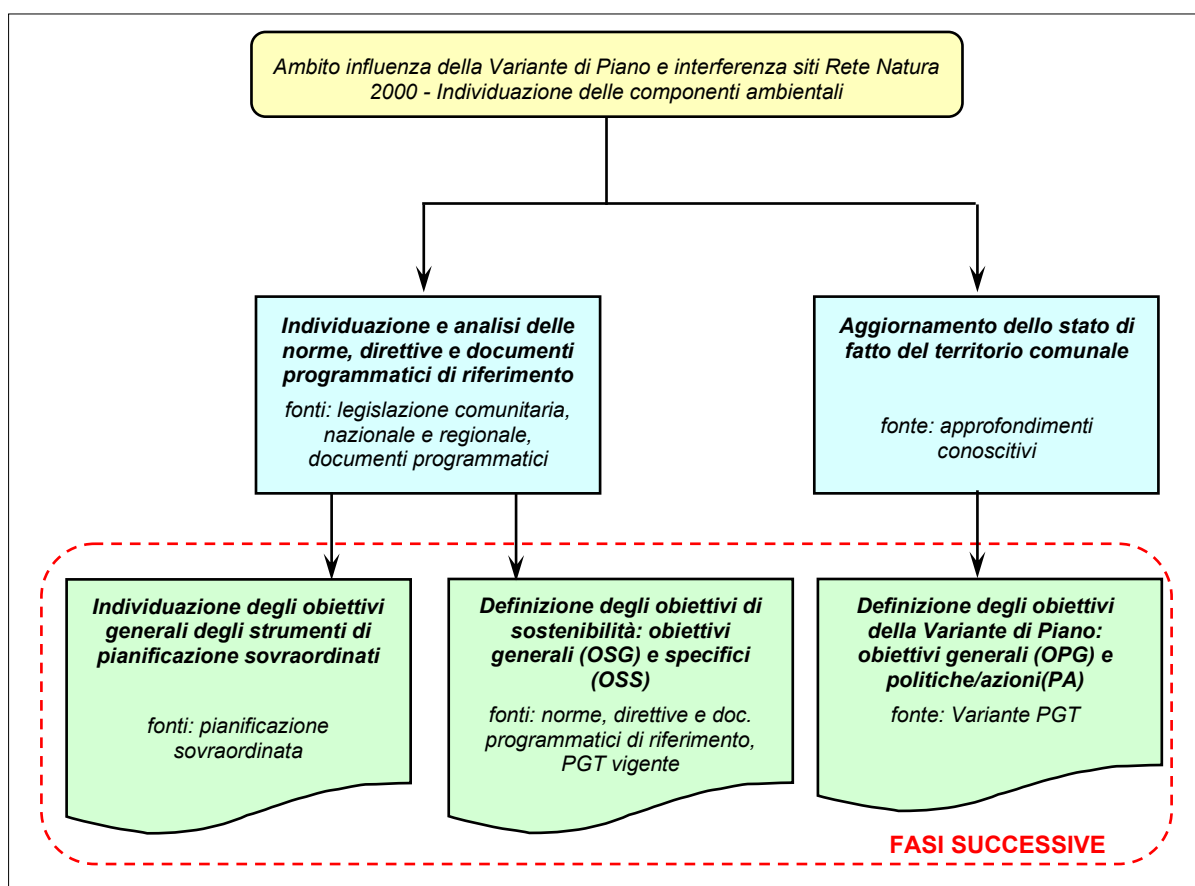 Ambito influenza della Variante di Piano e interferenza siti Rete Natura
2000 - Individuazione delle componenti ambientali
Individuazione e analisi delle
norme, direttive e documenti
programmatici di riferimento
fonti: legislazione comunitaria,
nazionale e regionale,
documenti programmatici
Aggiornamento dello stato di
fatto del territorio comunale
fonte: approfondimenti
conoscitivi
Individuazione degli obiettivi
generali degli strumenti di
pianificazione sovraordinati
fonti: pianificazione
sovraordinata
Definizione degli obiettivi di
sostenibilità: obiettivi
generali (OSG) e specifici
(OSS)
fonti: norme, direttive e doc.
programmatici di riferimento,
PGT vigente
Definizione degli obiettivi
della Variante di Piano:
obiettivi generali (OPG) e
politiche/azioni(PA)
fonte: Variante PGT
FASI SUCCESSIVE